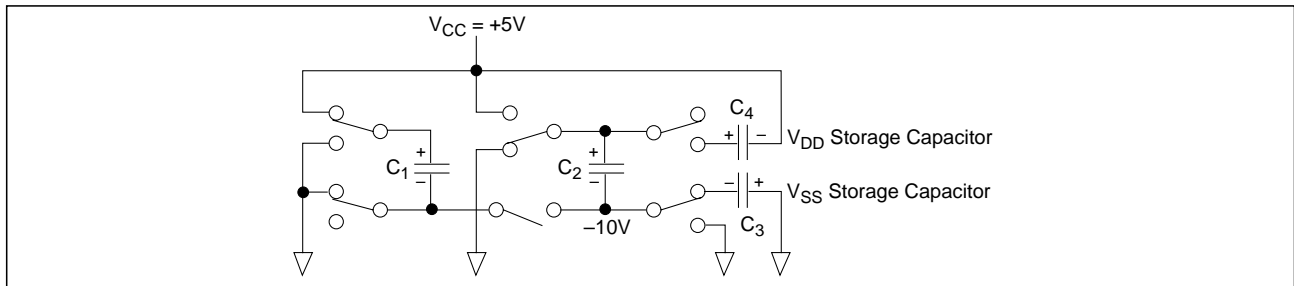 V_CC = +5V
C_4
+ − V_DD Storage Capacitor
+ +
C_1 C_2
− − − + V_SS Storage Capacitor
−10V C_3